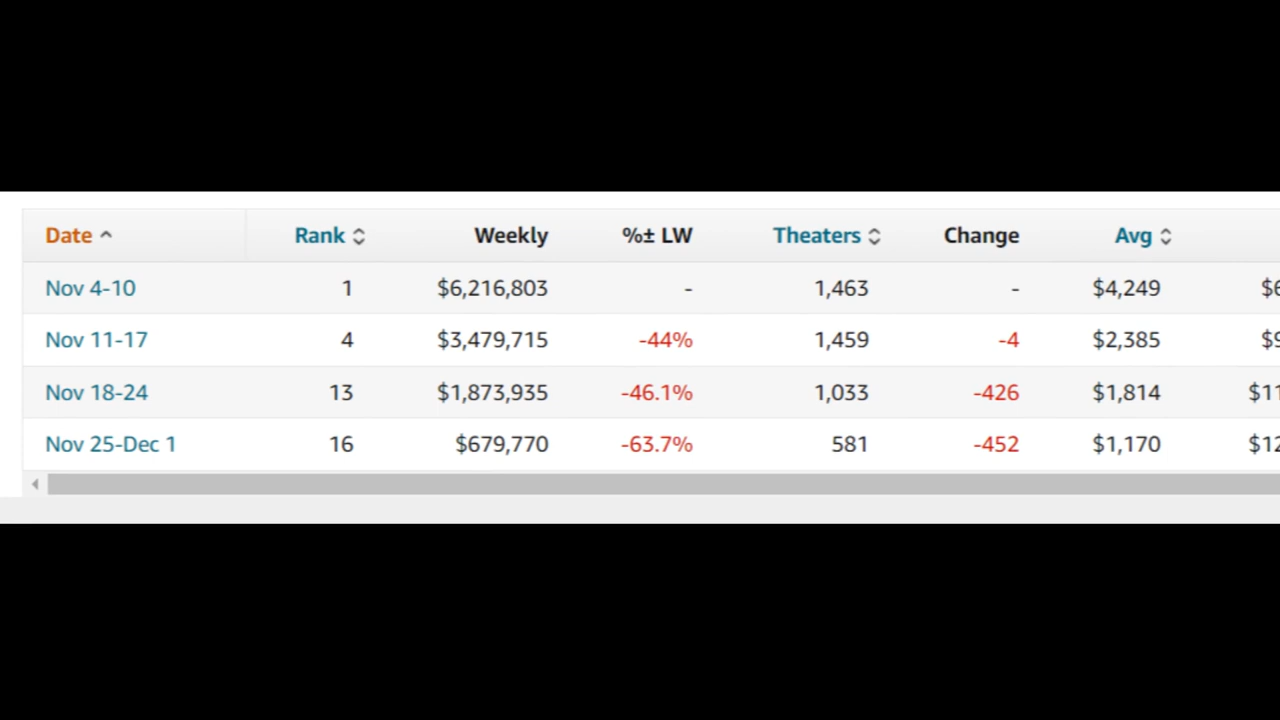 Date Rank Weekly %± LW Theaters Change Avg
Nov 4-10 1 $6,216,803 - 1,463 - $4,249
Nov 11-17 4 $3,479,715 -44% 1,459 -4 $2,385
Nov 18-24 13 $1,873,935 -46.1% 1,033 -426 $1,814
Nov 25-Dec 1 16 $679,770 -63.7% 581 -452 $1,170